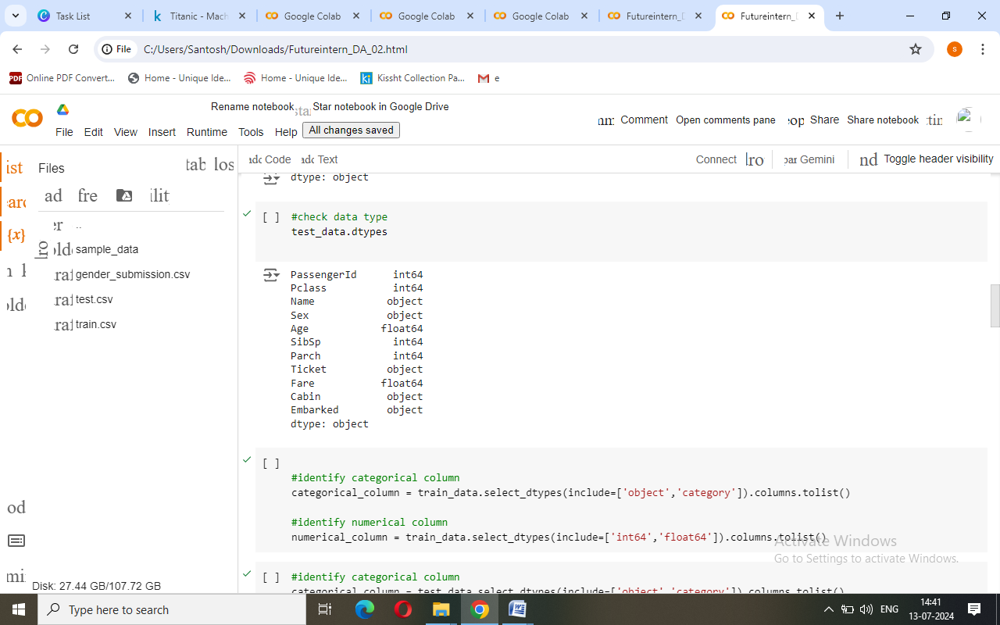 Task List
Titanic - Mach
Google Colab
Google Colab
Google Colab
Futureintern_D
Futureintern_D
File
C:/Users/Santosh/Downloads/Futureintern_DA_02.html
s
PDF Online PDF Convert...
Home - Unique Ide...
Home - Unique Ide...
ki Kissht Collection Pa...
e
Rename notebook
Star notebook in Google Drive
Comment
Open comments pane
Share
Share notebook
File Edit View Insert Runtime Tools Help All changes saved
Files
Code
Text
Connect
Gemini
Toggle header visibility
..
sample_data
gender_submission.csv
test.csv
train.csv
{x}
Disk: 27.44 GB/107.72 GB
dtype: object
[ ] #check data type
test_data.dtypes
PassengerId int64
Pclass int64
Name object
Sex object
Age float64
SibSp int64
Parch int64
Ticket object
Fare float64
Cabin object
Embarked object
dtype: object
[ ]
#identify categorical column
categorical_column = train_data.select_dtypes(include=['object','category']).columns.tolist()
#identify numerical column
numerical_column = train_data.select_dtypes(include=['int64','float64']).columns.tolist()
Activate Windows
Go to Settings to activate Windows.
[ ] #identify categorical column
categorical_column = test_data.select_dtypes(include=['object','category']).columns.tolist()
Type here to search
ENG
14:41
13-07-2024